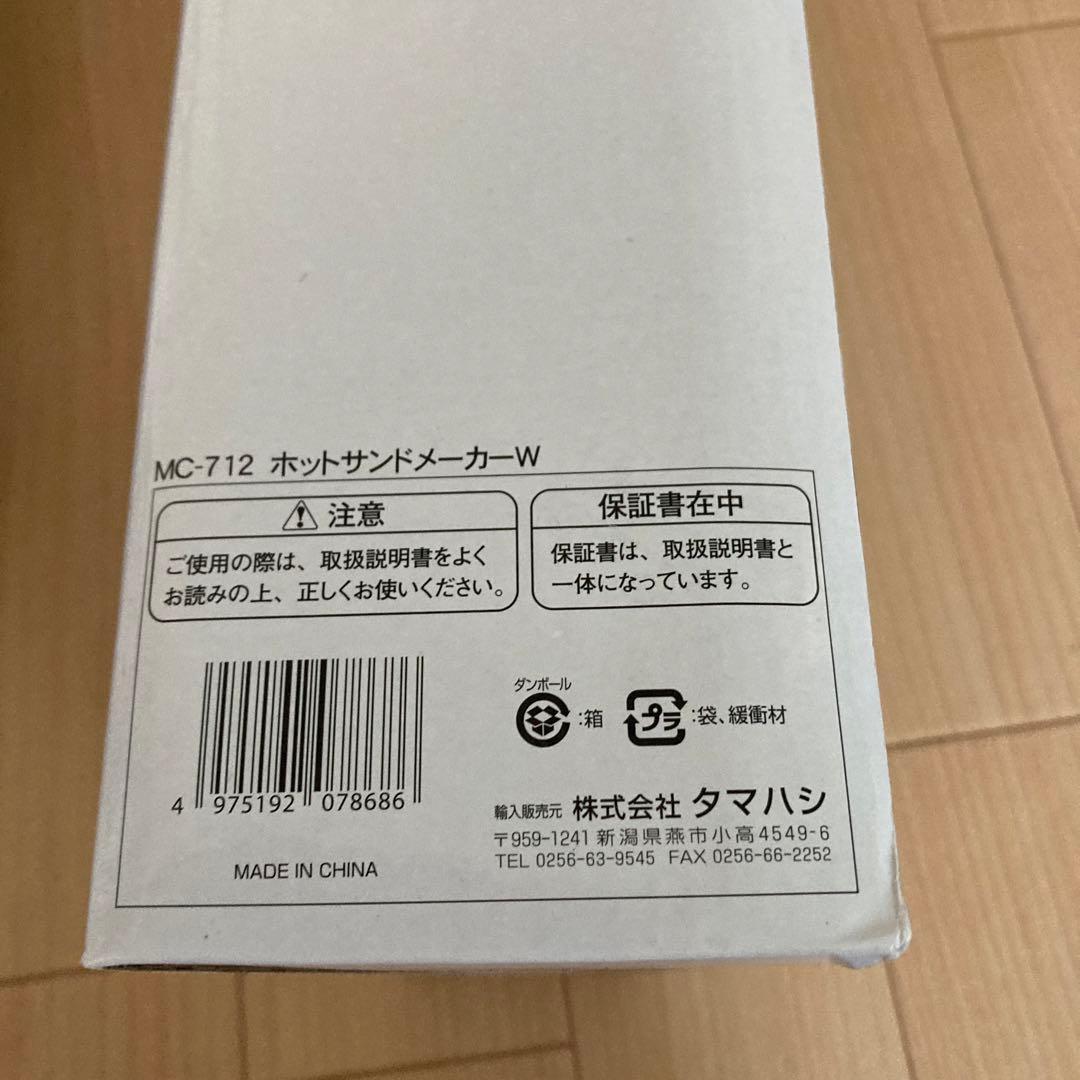 MC-712 ホットサンドメーカーW
注意
ご使用の際は、取扱説明書をよく
お読みの上、正しくお使いください。
保証書在中
保証書は、取扱説明書と
一体になっています。
4 975192 078686
MADE IN CHINA
ダンボール
:箱
プラ :袋、緩衝材
輸入販売元 株式会社 タマハシ
〒959-1241 新潟県燕市小高4549-6
TEL 0256-63-9545 FAX 0256-66-2252